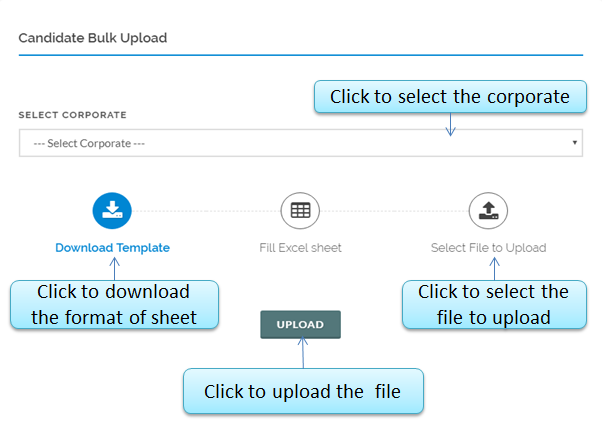 Candidate Bulk Upload
Click to select the corporate
SELECT CORPORATE
--- Select Corporate ---
Download Template
Fill Excel sheet
Select File to Upload
Click to download
the format of sheet
Click to select the
file to upload
UPLOAD
Click to upload the  file